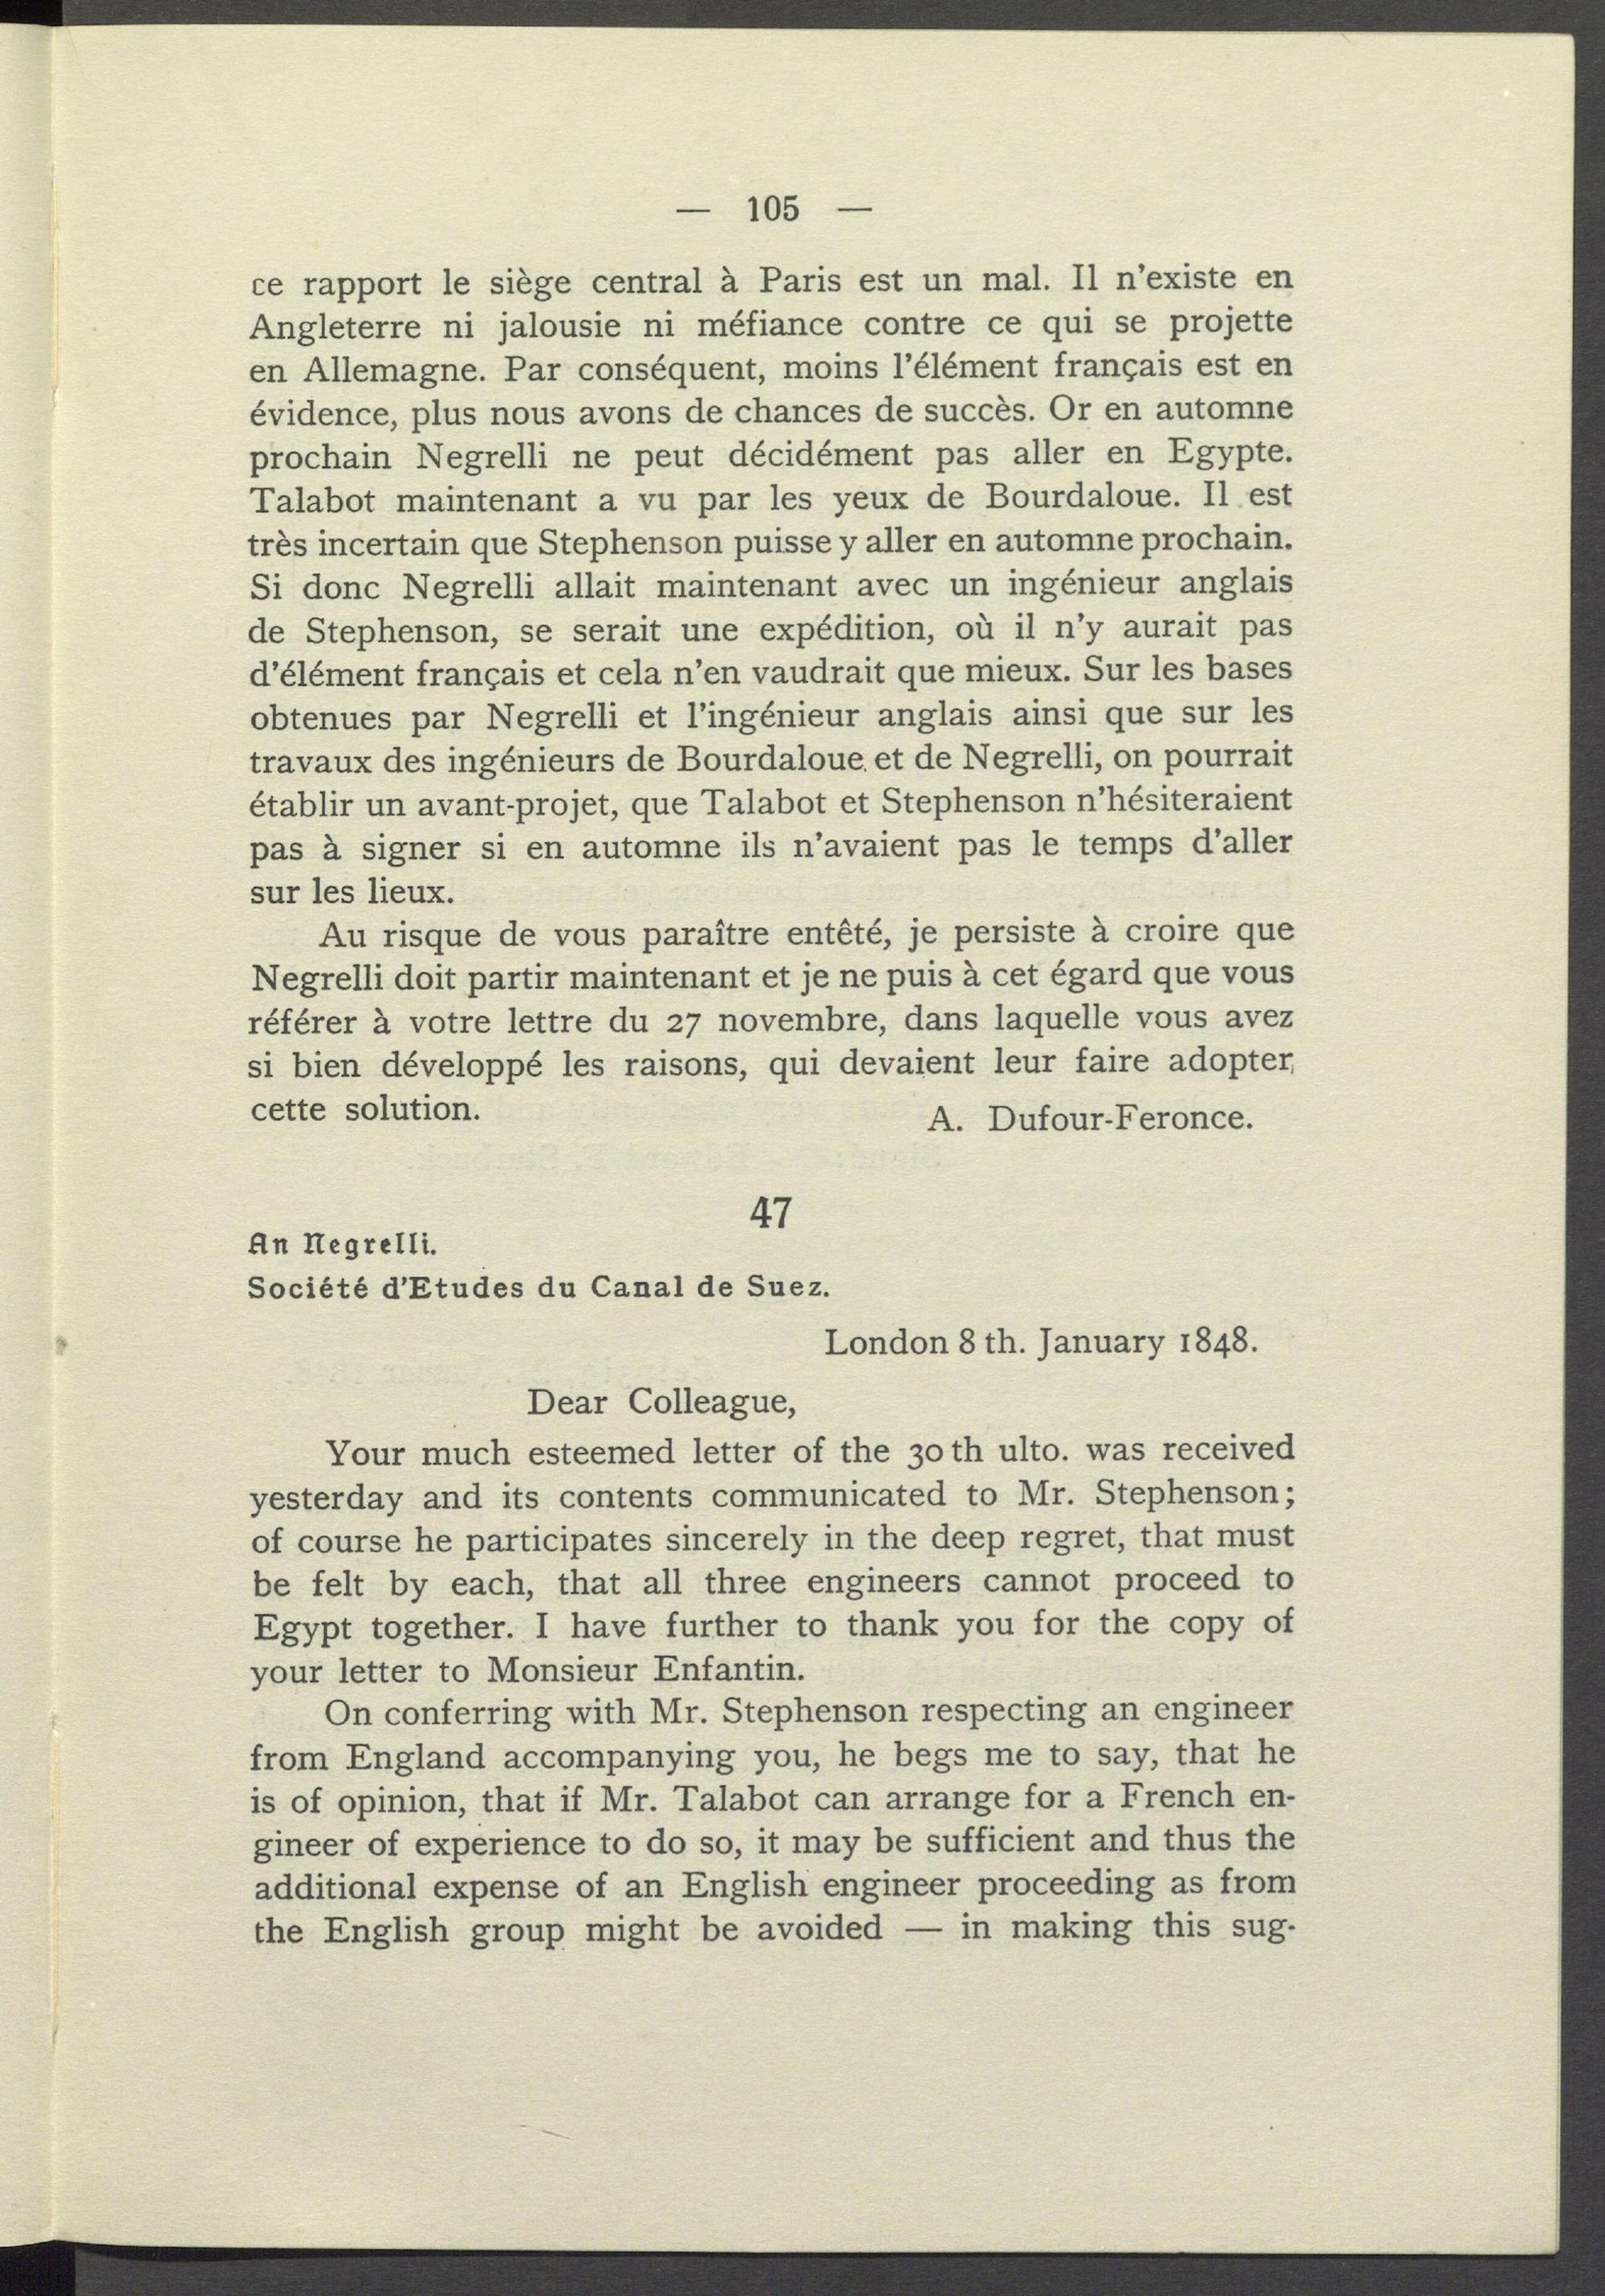 — 105 —
ce rapport le siège central à Paris est un mal. Il n'existe en
Angleterre ni jalousie ni méfiance contre ce qui se projette
en Allemagne. Par conséquent, moins l'élément français est en
évidence, plus nous avons de chances de succès. Or en automne
prochain Negrelli ne peut décidément pas aller en Egypte.
Talabot maintenant a vu par les yeux de Bourdaloue. Il est
très incertain que Stephenson puisse y aller en automne prochain.
Si donc Negrelli allait maintenant avec un ingénieur anglais
de Stephenson, se serait une expédition, où il n'y aurait pas
d'élément français et cela n'en vaudrait que mieux. Sur les bases
obtenues par Negrelli et l'ingénieur anglais ainsi que sur les
travaux des ingénieurs de Bourdaloue et de Negrelli, on pourrait
établir un avant-projet, que Talabot et Stephenson n'hésiteraient
pas à signer si en automne ils n'avaient pas le temps d'aller
sur les lieux.
Au risque de vous paraître entêté, je persiste à croire que
Negrelli doit partir maintenant et je ne puis à cet égard que vous
référer à votre lettre du 27 novembre, dans laquelle vous avez
si bien développé les raisons, qui devaient leur faire adopter,
cette solution.
A. Dufour-Feronce.
47
An Negrelli.
Société d'Etudes du Canal de Suez.
London 8 th. January 1848.
Dear Colleague,
Your much esteemed letter of the 30 th ulto. was received
yesterday and its contents communicated to Mr. Stephenson;
of course he participates sincerely in the deep regret, that must
be felt by each, that all three engineers cannot proceed to
Egypt together. I have further to thank you for the copy of
your letter to Monsieur Enfantin.
On conferring with Mr. Stephenson respecting an engineer
from England accompanying you, he begs me to say, that he
is of opinion, that if Mr. Talabot can arrange for a French en-
gineer of experience to do so, it may be sufficient and thus the
additional expense of an English engineer proceeding as from
the English group might be avoided — in making this sug-